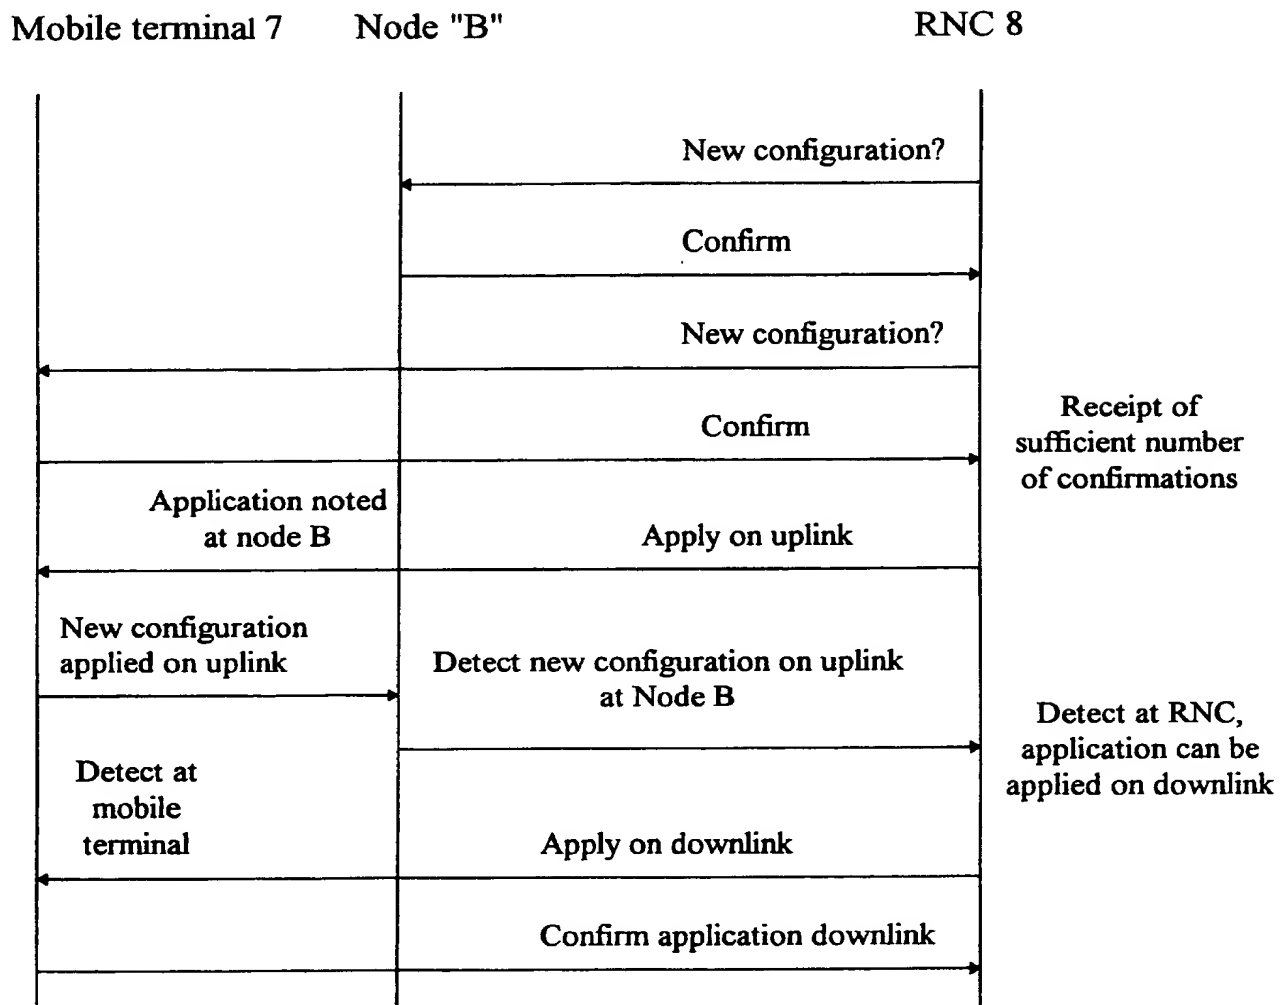 Mobile terminal 7
Node "B"
RNC 8
New configuration?
Confirm
New configuration?
Confirm
Receipt of
sufficient number
of confirmations
Application noted
at node B
Apply on uplink
New configuration
applied on uplink
Detect new configuration on uplink
at Node B
Detect at RNC,
application can be
applied on downlink
Detect at
mobile
terminal
Apply on downlink
Confirm application downlink